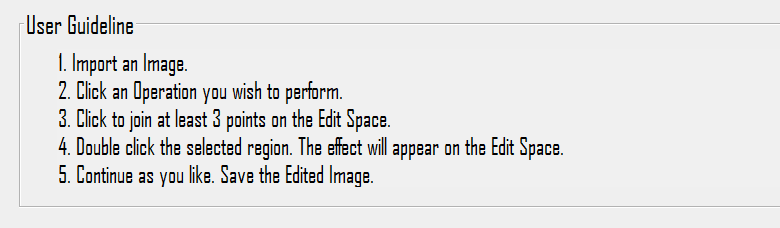 User Guideline
1. Import an Image.
2. Click an Operation you wish to perform.
3. Click to join at least 3 points on the Edit Space.
4. Double click the selected region. The effect will appear on the Edit Space.
5. Continue as you like. Save the Edited Image.